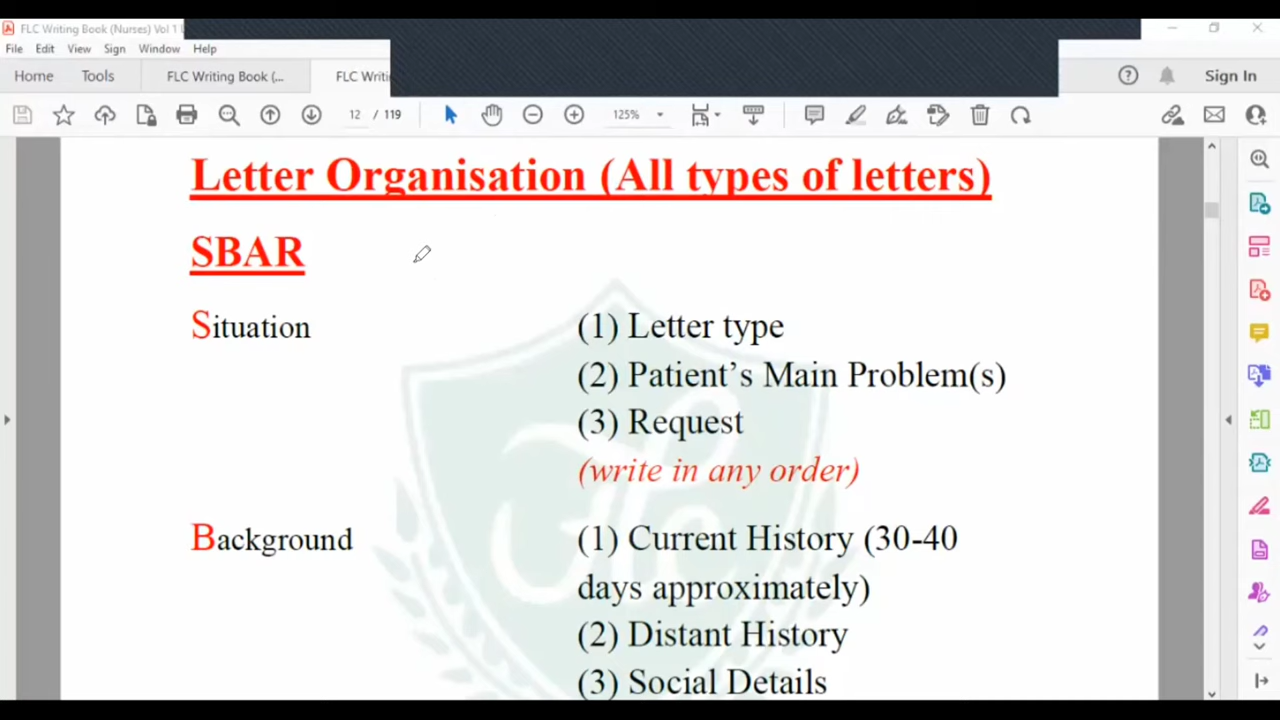 FLC Writing Book (Nurses) Vol 1
File Edit View Sign Window Help
Home Tools FLC Writing Book (... FLC Writi
Sign In
12 / 119 125%
Letter Organisation (All types of letters)
SBAR
Situation (1) Letter type
(2) Patient’s Main Problem(s)
(3) Request
(write in any order)
Background (1) Current History (30-40
days approximately)
(2) Distant History
(3) Social Details